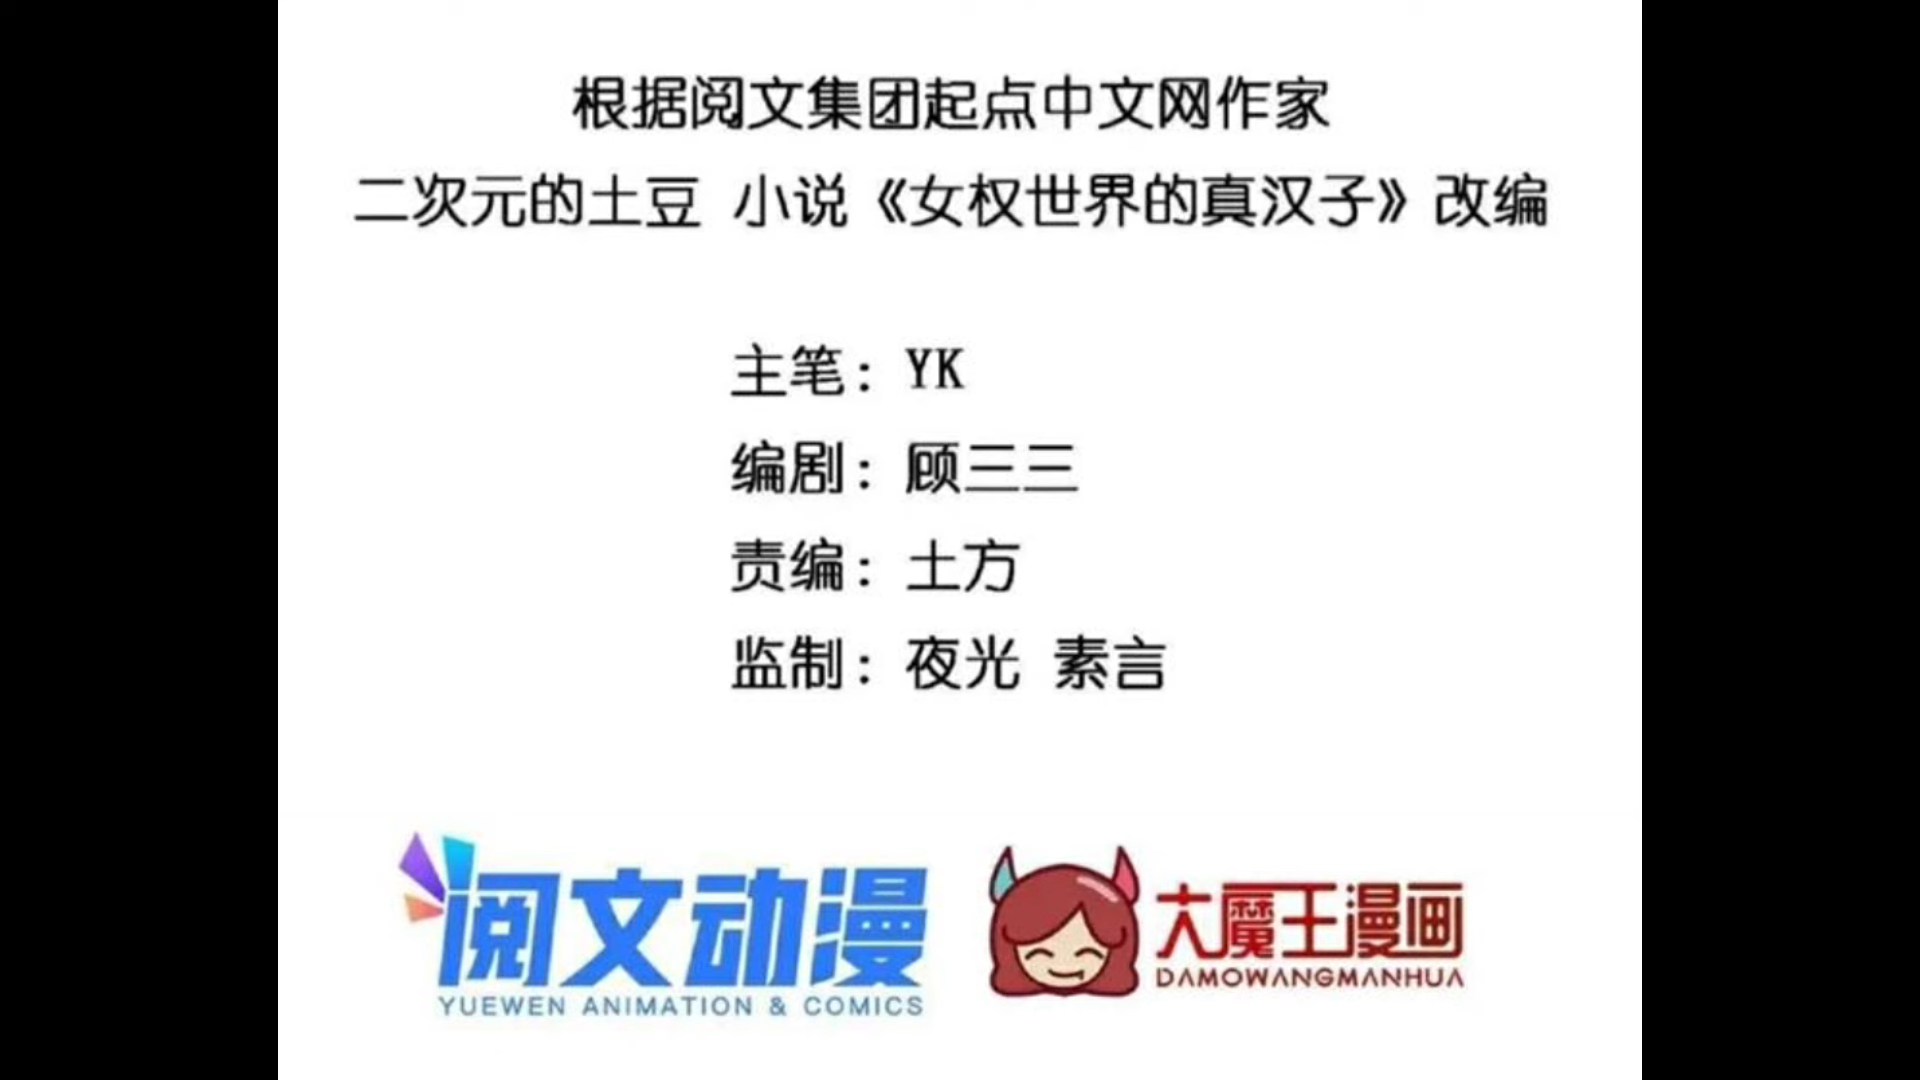 根据阅文集团起点中文网作家
二次元的土豆 小说《女权世界的真汉子》改编
主笔：YK
编剧：顾三三
责编：土方
监制：夜光 素言
阅文动漫
YUEWEN ANIMATION & COMICS
大魔王漫画
DAMOWANGMANHUA